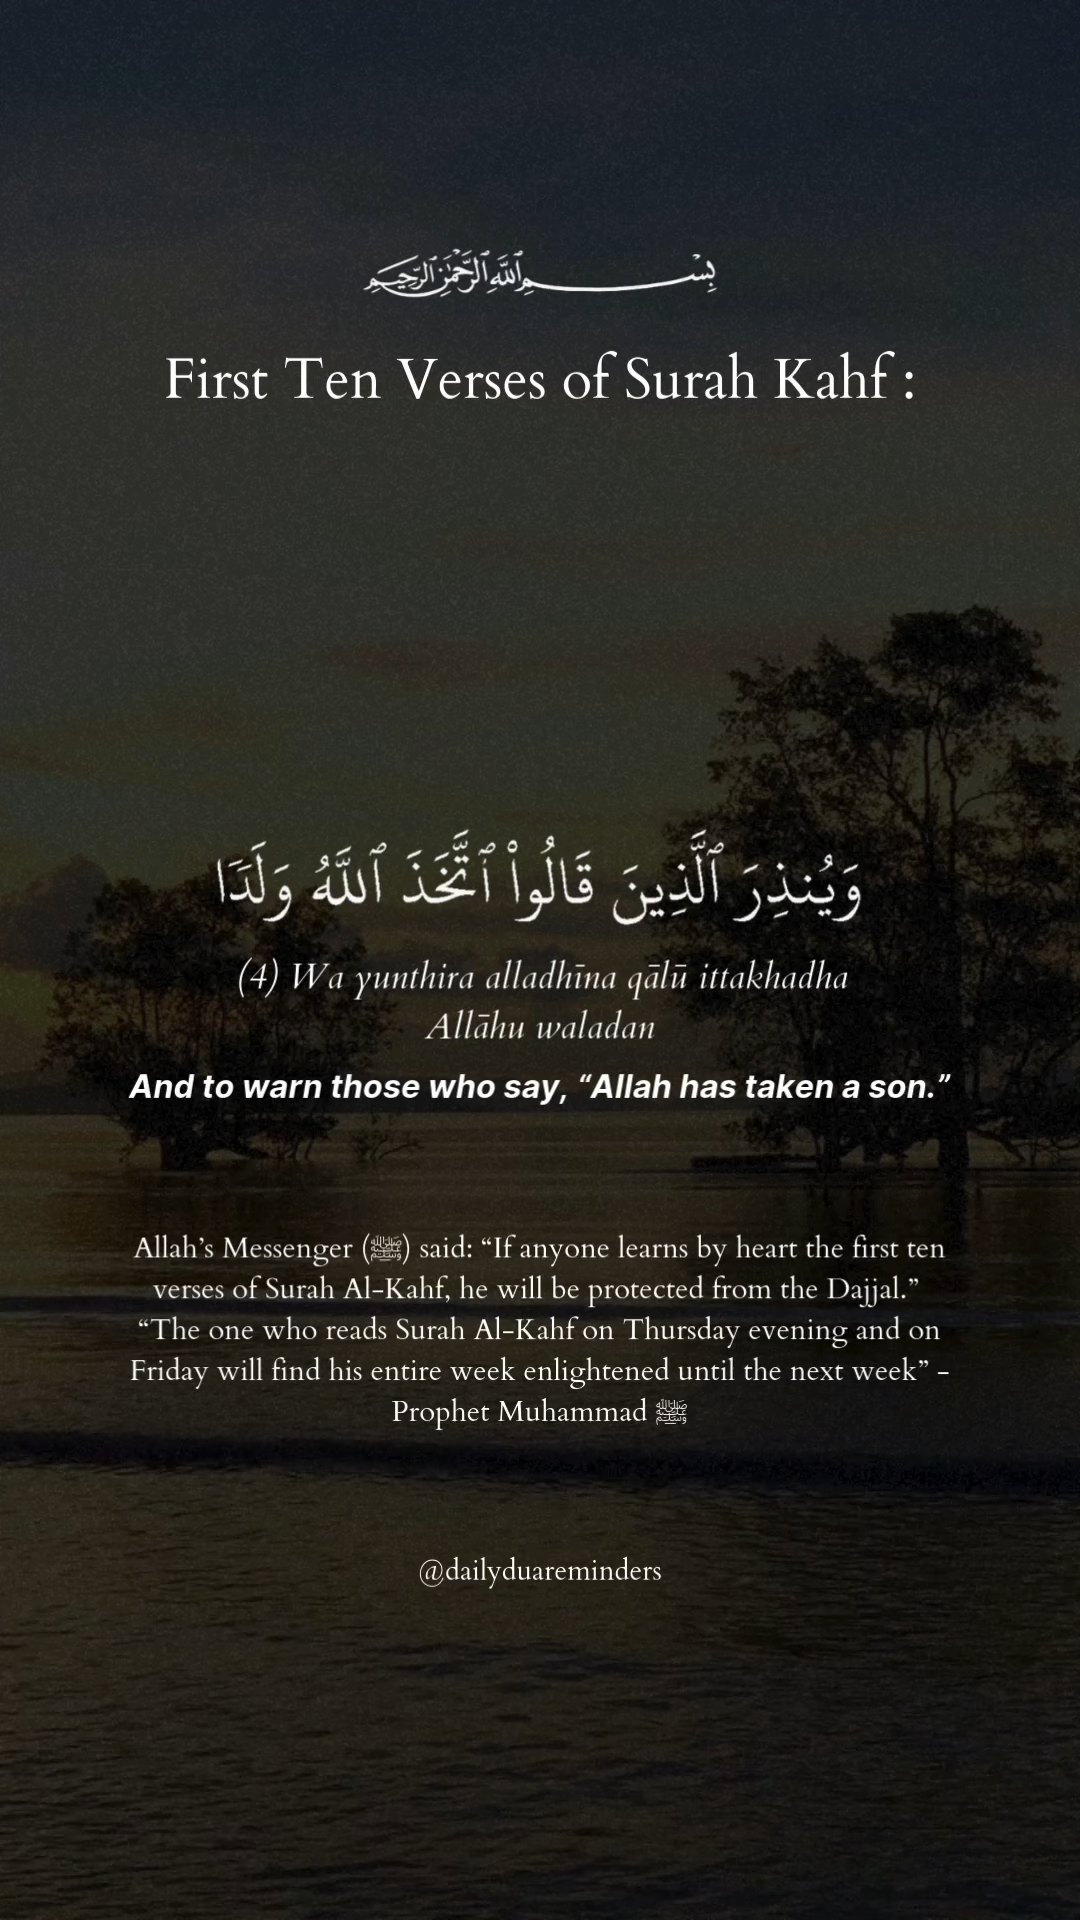 بِسْمِ ٱللَّهِ ٱلرَّحْمَٰنِ ٱلرَّحِيمِ
First Ten Verses of Surah Kahf :
وَيُنذِرَ ٱلَّذِينَ قَالُوا۟ ٱتَّخَذَ ٱللَّهُ وَلَدًا
(4) Wa yunthira alladhīna qālū ittakhadha
Allāhu waladan
And to warn those who say, “Allah has taken a son.”
Allah’s Messenger (ﷺ) said: “If anyone learns by heart the first ten
verses of Surah Al-Kahf, he will be protected from the Dajjal.”
“The one who reads Surah Al-Kahf on Thursday evening and on
Friday will find his entire week enlightened until the next week” -
Prophet Muhammad ﷺ
@dailyduareminders